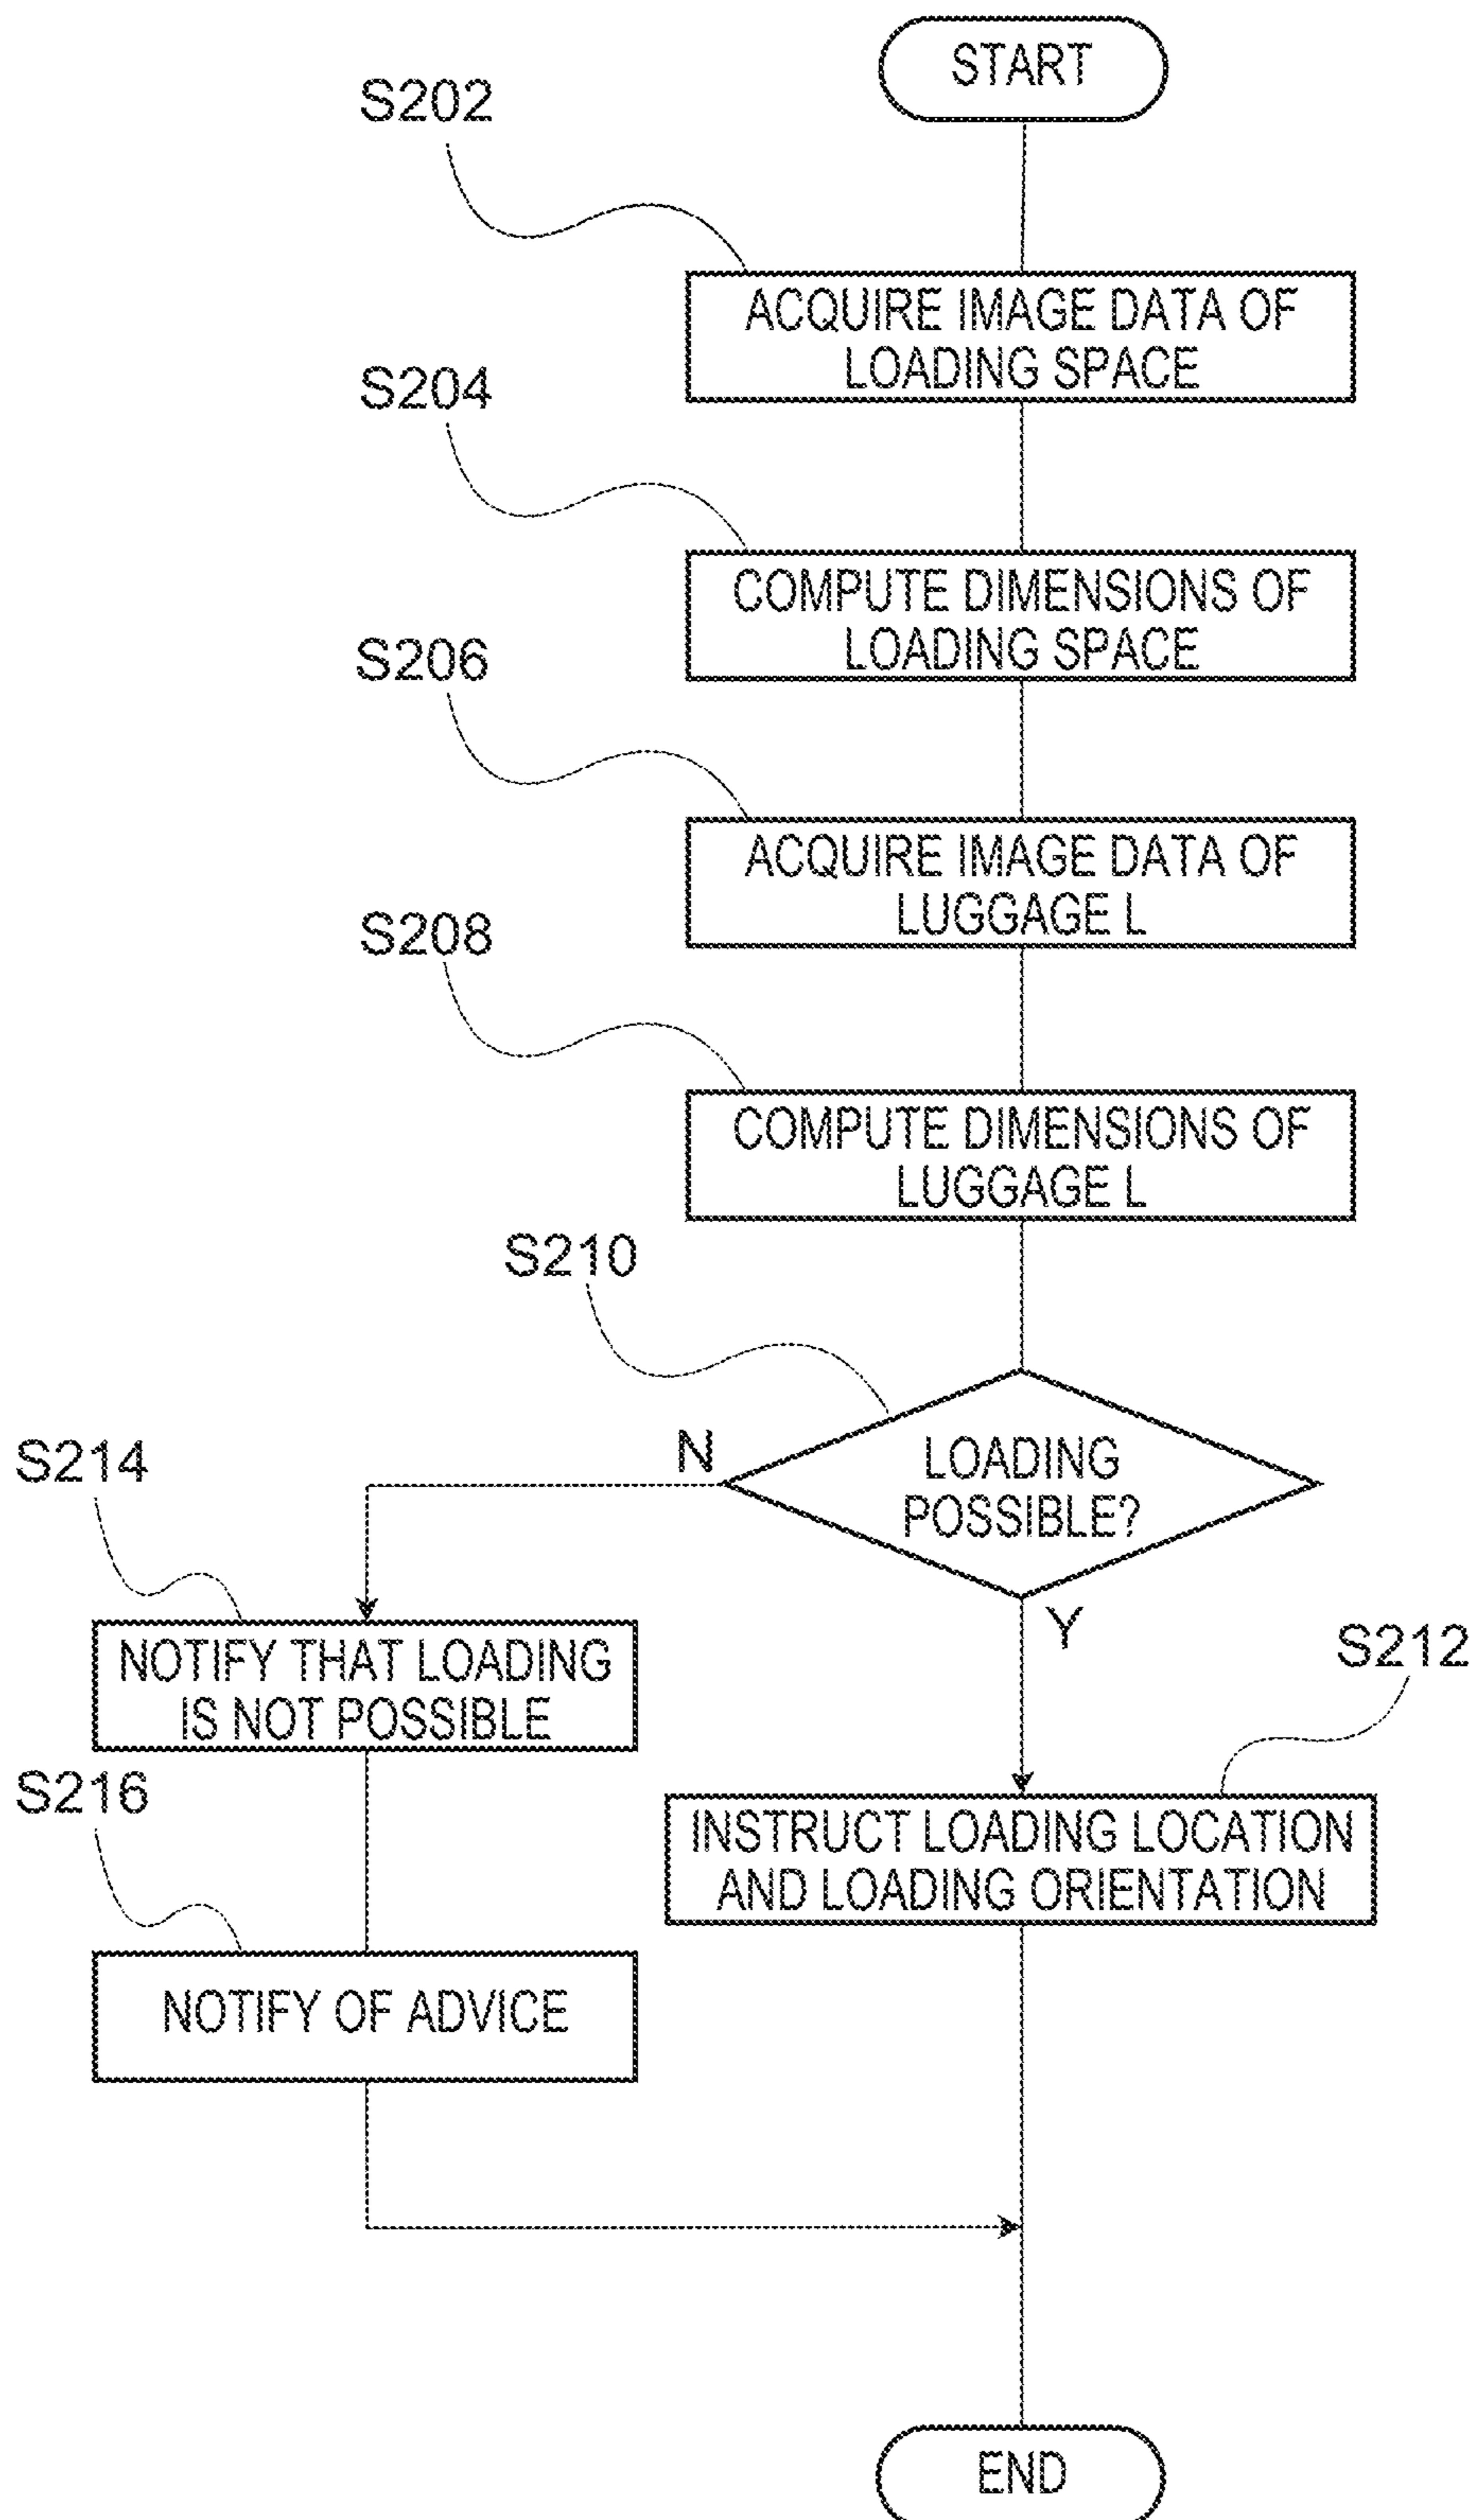 START
S202
ACQUIRE IMAGE DATA OF
LOADING SPACE
S204
COMPUTE DIMENSIONS OF
LOADING SPACE
S206
ACQUIRE IMAGE DATA OF
LUGGAGE L
S208
COMPUTE DIMENSIONS OF
LUGGAGE L
S210
LOADING
POSSIBLE?
N
Y
S214
NOTIFY THAT LOADING
IS NOT POSSIBLE
S212
INSTRUCT LOADING LOCATION
AND LOADING ORIENTATION
S216
NOTIFY OF ADVICE
END